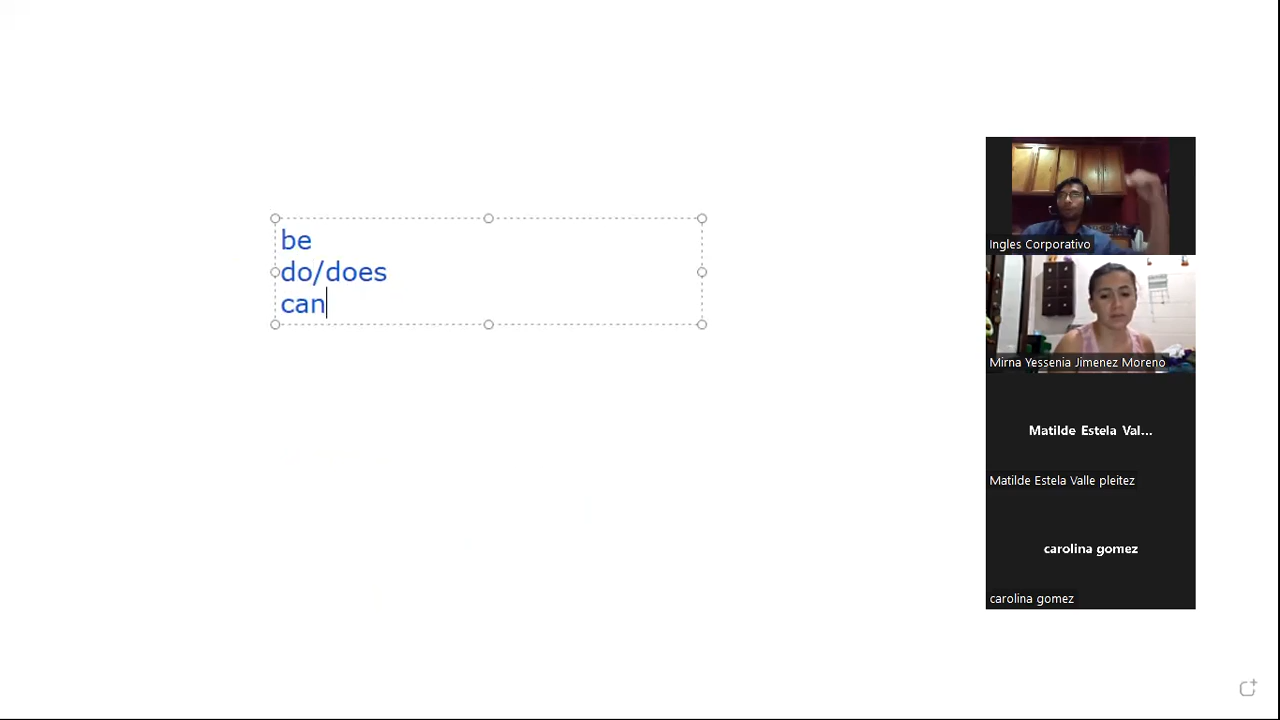 be
do/does
can
Ingles Corporativo
Mirna Yessenia Jimenez Moreno
Matilde Estela Val...
Matilde Estela Valle pleitez
carolina gomez
carolina gomez